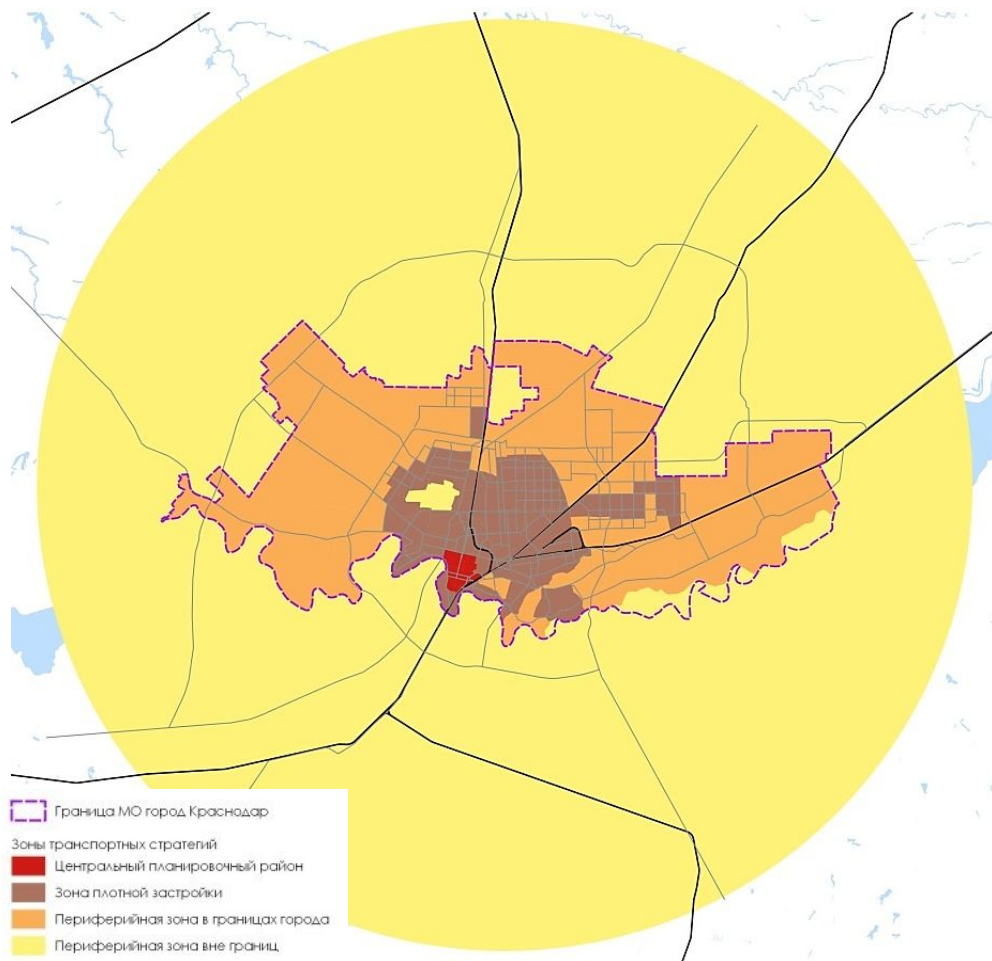 Граница МО город Краснодар
Зоны транспортных стратегий
Центральный планировочный район
Зона плотной застройки
Периферийная зона в границах города
Периферийная зона вне границ